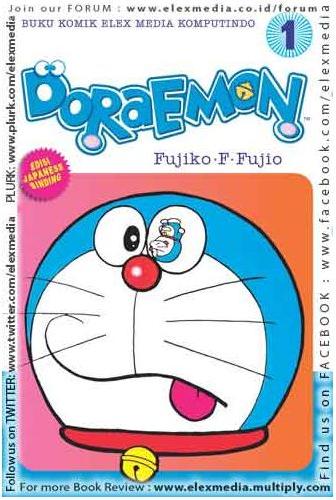 Join our FORUM : www.elexmedia.co.id/forum
BUKU KOMIK ELEX MEDIA KOMPUTINDO
1
DORAEMON
TM
Fujiko·F·Fujio
EDISI
JAPANESE
BINDING
PLURK: www.plurk.com/elexmedia
Follow us on TWITTER: www.twitter.com/elexmedia
Find us on FACEBOOK : www.facebook.com/elexmedia
For more Book Review : www.elexmedia.multiply.com